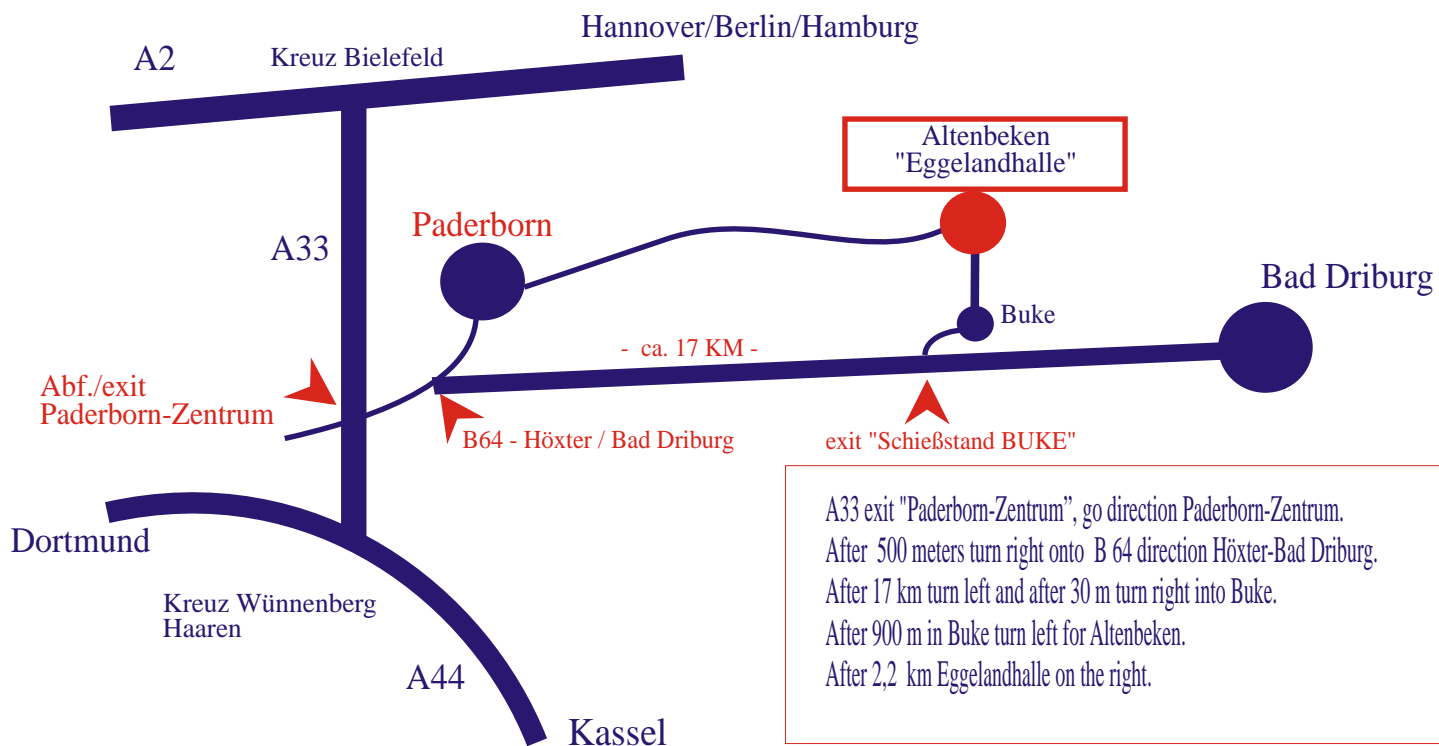 Hannover/Berlin/Hamburg
A2
Kreuz Bielefeld
Altenbeken
"Eggelandhalle"
Paderborn
A33
Bad Driburg
Buke
- ca. 17 KM -
Abf./exit
Paderborn-Zentrum
B64 - Höxter / Bad Driburg
exit "Schießstand BUKE"
A33 exit "Paderborn-Zentrum”, go direction Paderborn-Zentrum.
After 500 meters turn right onto B 64 direction Höxter-Bad Driburg.
After 17 km turn left and after 30 m turn right into Buke.
After 900 m in Buke turn left for Altenbeken.
After 2,2 km Eggelandhalle on the right.
Dortmund
Kreuz Wünnenberg
Haaren
A44
Kassel